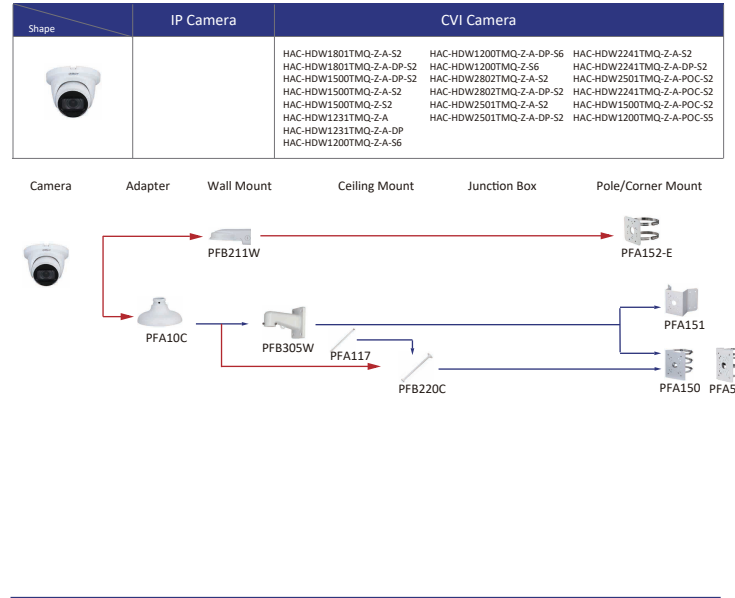 Shape
IP Camera
CVI Camera
HAC-HDW1801TMQ-Z-A-S2 HAC-HDW1200TMQ-Z-A-DP-S6 HAC-HDW2241TMQ-Z-A-S2
HAC-HDW1801TMQ-Z-A-DP-S2 HAC-HDW1200TMQ-Z-S6 HAC-HDW2241TMQ-Z-A-DP-S2
HAC-HDW1500TMQ-Z-A-DP-S2 HAC-HDW2802TMQ-Z-A-S2 HAC-HDW2501TMQ-Z-A-POC-S2
HAC-HDW1500TMQ-Z-A-S2 HAC-HDW2802TMQ-Z-A-DP-S2 HAC-HDW2241TMQ-Z-A-POC-S2
HAC-HDW1500TMQ-Z-S2 HAC-HDW2501TMQ-Z-A-S2 HAC-HDW1500TMQ-Z-A-POC-S2
HAC-HDW1231TMQ-Z-A HAC-HDW2501TMQ-Z-A-DP-S2 HAC-HDW1200TMQ-Z-A-POC-S5
HAC-HDW1231TMQ-Z-A-DP
HAC-HDW1200TMQ-Z-A-S6
Camera Adapter Wall Mount Ceiling Mount Junction Box Pole/Corner Mount
PFB211W PFA152-E
PFA10C PFB305W PFA117 PFA151
PFB220C PFA150 PFA5